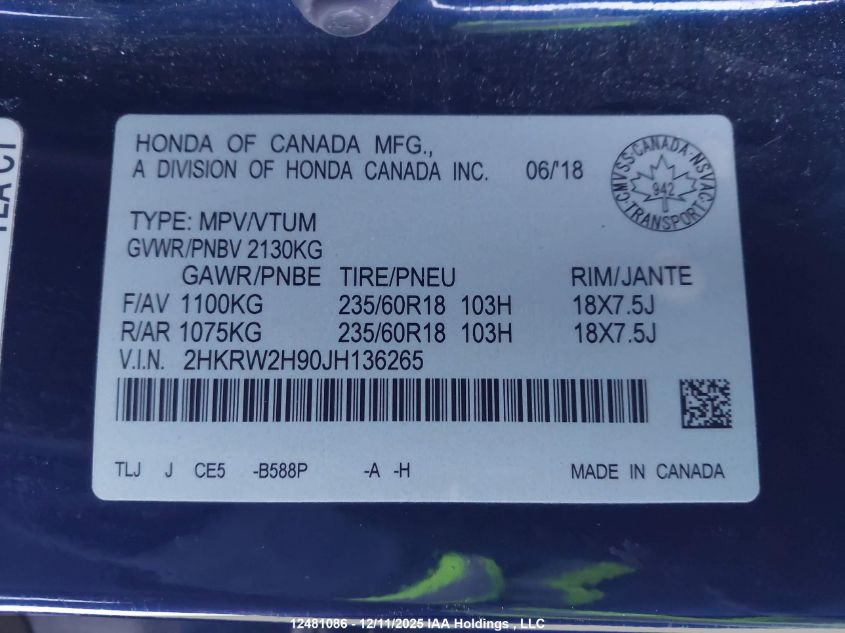 HONDA OF CANADA MFG.,
A DIVISION OF HONDA CANADA INC. 06/'18
CMVSS·CANADA·NSVAC
942
TRANSPORT
TYPE: MPV/VTUM
GVWR/PNBV 2130KG
GAWR/PNBE TIRE/PNEU RIM/JANTE
F/AV 1100KG 235/60R18 103H 18X7.5J
R/AR 1075KG 235/60R18 103H 18X7.5J
V.I.N. 2HKRW2H90JH136265
TLJ J CE5 -B588P -A -H MADE IN CANADA
12481086 - 12/11/2025 IAA Holdings , LLC